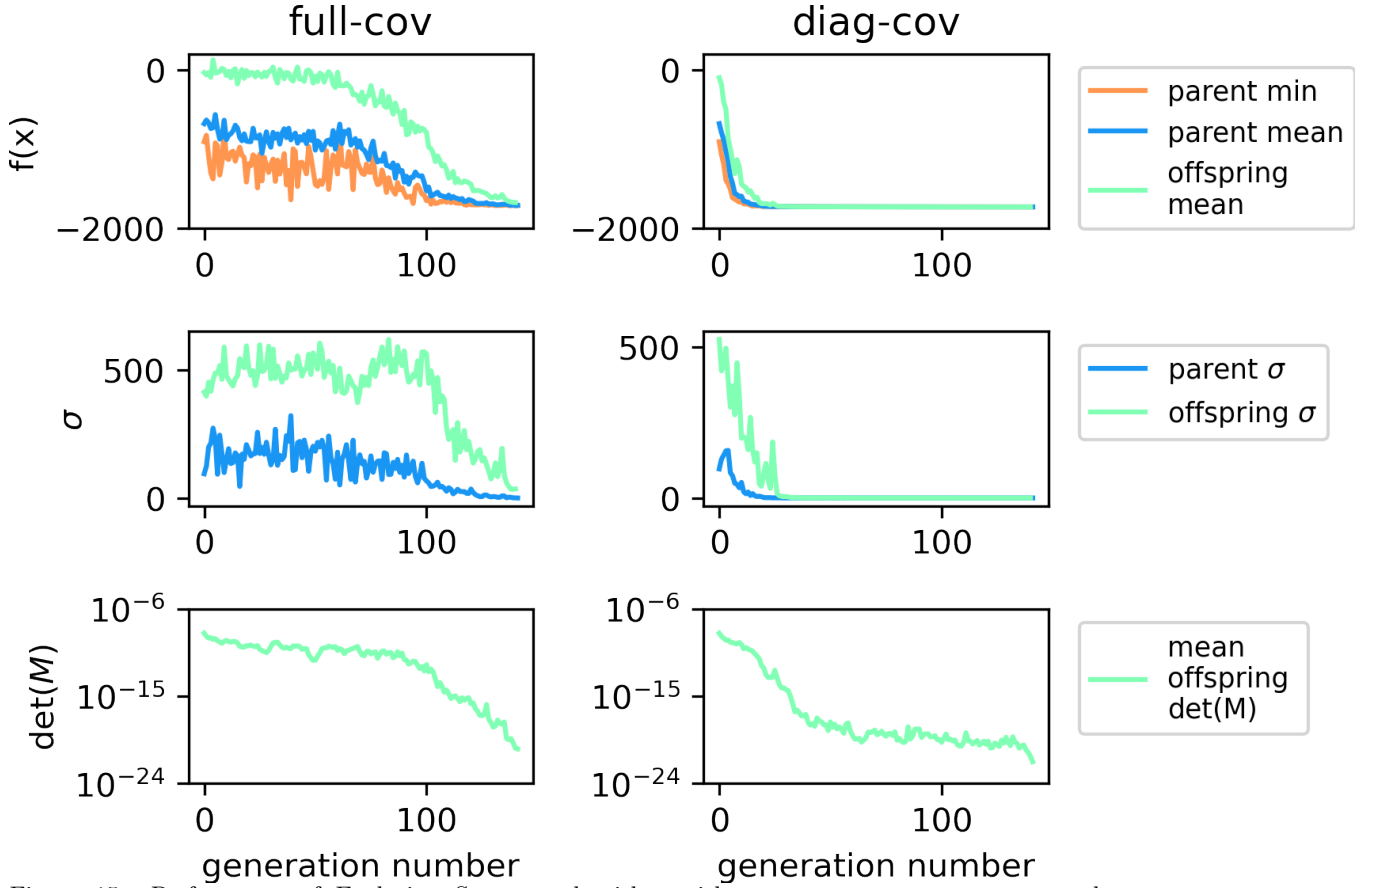 full-cov
diag-cov
f(x)
0
−2000
0
100
0
100
parent min
parent mean
offspring
mean
σ
500
0
0
100
500
0
0
100
parent σ
offspring σ
det(M)
10⁻⁶
10⁻¹⁵
10⁻²⁴
0
100
generation number
10⁻⁶
10⁻¹⁵
10⁻²⁴
0
100
generation number
mean
offspring
det(M)